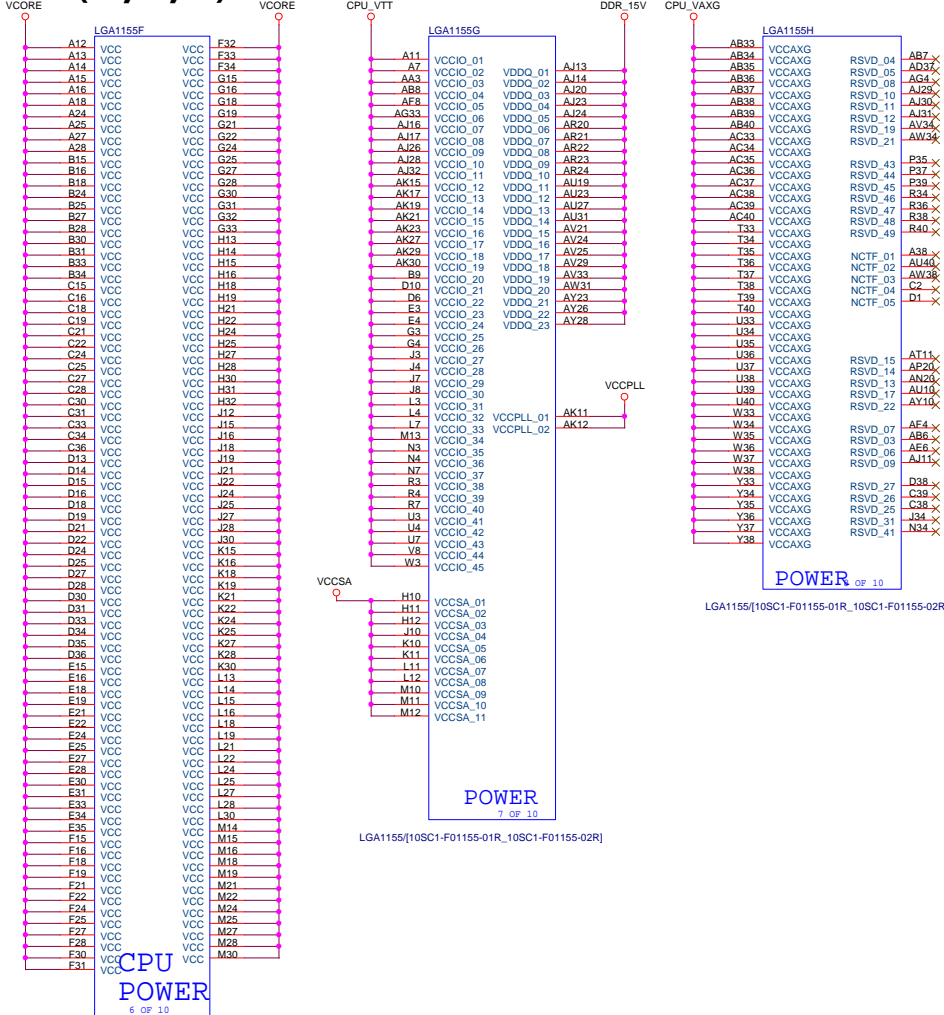 VCORE VCORE
LGA1155F
A12 VCC VCC F32
A13 VCC VCC F33
A14 VCC VCC F34
A15 VCC VCC G15
A16 VCC VCC G16
A18 VCC VCC G18
A24 VCC VCC G19
A25 VCC VCC G21
A27 VCC VCC G22
A28 VCC VCC G24
B15 VCC VCC G25
B16 VCC VCC G27
B18 VCC VCC G28
B24 VCC VCC G30
B25 VCC VCC G31
B27 VCC VCC G32
B28 VCC VCC G33
B30 VCC VCC H13
B31 VCC VCC H14
B33 VCC VCC H15
B34 VCC VCC H16
C15 VCC VCC H18
C16 VCC VCC H19
C18 VCC VCC H21
C19 VCC VCC H22
C21 VCC VCC H24
C22 VCC VCC H25
C24 VCC VCC H27
C25 VCC VCC H28
C27 VCC VCC H30
C28 VCC VCC H31
C30 VCC VCC H32
C31 VCC VCC J12
C33 VCC VCC J15
C34 VCC VCC J16
C36 VCC VCC J18
D13 VCC VCC J19
D14 VCC VCC J21
D15 VCC VCC J22
D16 VCC VCC J24
D18 VCC VCC J25
D19 VCC VCC J27
D21 VCC VCC J28
D22 VCC VCC J30
D24 VCC VCC K15
D25 VCC VCC K16
D27 VCC VCC K18
D28 VCC VCC K19
D30 VCC VCC K21
D31 VCC VCC K22
D33 VCC VCC K24
D34 VCC VCC K25
D35 VCC VCC K27
D36 VCC VCC K28
E15 VCC VCC K30
E16 VCC VCC L13
E18 VCC VCC L14
E19 VCC VCC L15
E21 VCC VCC L16
E22 VCC VCC L18
E24 VCC VCC L19
E25 VCC VCC L21
E27 VCC VCC L22
E28 VCC VCC L24
E30 VCC VCC L25
E31 VCC VCC L27
E33 VCC VCC L28
E34 VCC VCC L30
E35 VCC VCC M14
F15 VCC VCC M15
F16 VCC VCC M16
F18 VCC VCC M18
F19 VCC VCC M19
F21 VCC VCC M21
F22 VCC VCC M22
F24 VCC VCC M24
F25 VCC VCC M25
F27 VCC VCC M27
F28 VCC VCC M28
F30 VCC VCC M30
F31 VCC
CPU
POWER
6 OF 10
CPU_VTT DDR_15V
LGA1155G
A11 VCCIO_01
A7 VCCIO_02 VDDQ_01 AJ13
AA3 VCCIO_03 VDDQ_02 AJ14
AB8 VCCIO_04 VDDQ_03 AJ20
AF8 VCCIO_05 VDDQ_04 AJ23
AG33 VCCIO_06 VDDQ_05 AJ24
AJ16 VCCIO_07 VDDQ_06 AR20
AJ17 VCCIO_08 VDDQ_07 AR21
AJ26 VCCIO_09 VDDQ_08 AR22
AJ28 VCCIO_10 VDDQ_09 AR23
AJ32 VCCIO_11 VDDQ_10 AR24
AK15 VCCIO_12 VDDQ_11 AU19
AK17 VCCIO_13 VDDQ_12 AU23
AK19 VCCIO_14 VDDQ_13 AU27
AK21 VCCIO_15 VDDQ_14 AU31
AK23 VCCIO_16 VDDQ_15 AV21
AK27 VCCIO_17 VDDQ_16 AV24
AK29 VCCIO_18 VDDQ_17 AV25
AK30 VCCIO_19 VDDQ_18 AV29
B9 VCCIO_20 VDDQ_19 AV33
D10 VCCIO_21 VDDQ_20 AW31
D6 VCCIO_22 VDDQ_21 AY23
E3 VCCIO_23 VDDQ_22 AY26
E4 VCCIO_24 VDDQ_23 AY28
G3 VCCIO_25
G4 VCCIO_26
J3 VCCIO_27
J4 VCCIO_28
J7 VCCIO_29
J8 VCCIO_30
VCCPLL
L3 VCCIO_31
L4 VCCIO_32 VCCPLL_01 AK11
L7 VCCIO_33 VCCPLL_02 AK12
M13 VCCIO_34
N3 VCCIO_35
N4 VCCIO_36
N7 VCCIO_37
R3 VCCIO_38
R4 VCCIO_39
R7 VCCIO_40
U3 VCCIO_41
U4 VCCIO_42
U7 VCCIO_43
V8 VCCIO_44
W3 VCCIO_45
VCCSA
H10 VCCSA_01
H11 VCCSA_02
H12 VCCSA_03
J10 VCCSA_04
K10 VCCSA_05
K11 VCCSA_06
L11 VCCSA_07
L12 VCCSA_08
M10 VCCSA_09
M11 VCCSA_10
M12 VCCSA_11
POWER
7 OF 10
LGA1155/[10SC1-F01155-01R_10SC1-F01155-02R]
CPU_VAXG
LGA1155H
AB33 VCCAXG
AB34 VCCAXG RSVD_04 AB7
AB35 VCCAXG RSVD_05 AD37
AB36 VCCAXG RSVD_08 AG4
AB37 VCCAXG RSVD_10 AJ29
AB38 VCCAXG RSVD_11 AJ30
AB39 VCCAXG RSVD_12 AJ31
AB40 VCCAXG RSVD_19 AV34
AC33 VCCAXG RSVD_21 AW34
AC34 VCCAXG
AC35 VCCAXG RSVD_43 P35
AC36 VCCAXG RSVD_44 P37
AC37 VCCAXG RSVD_45 P39
AC38 VCCAXG RSVD_46 R34
AC39 VCCAXG RSVD_47 R36
AC40 VCCAXG RSVD_48 R38
T33 VCCAXG RSVD_49 R40
T34 VCCAXG
T35 VCCAXG NCTF_01 A38
T36 VCCAXG NCTF_02 AU40
T37 VCCAXG NCTF_03 AW38
T38 VCCAXG NCTF_04 C2
T39 VCCAXG NCTF_05 D1
T40 VCCAXG
U33 VCCAXG
U34 VCCAXG
U35 VCCAXG
U36 VCCAXG RSVD_15 AT11
U37 VCCAXG RSVD_14 AP20
U38 VCCAXG RSVD_13 AN20
U39 VCCAXG RSVD_17 AU10
U40 VCCAXG RSVD_22 AY10
W33 VCCAXG
W34 VCCAXG RSVD_07 AF4
W35 VCCAXG RSVD_03 AB6
W36 VCCAXG RSVD_06 AE6
W37 VCCAXG RSVD_09 AJ11
W38 VCCAXG
Y33 VCCAXG RSVD_27 D38
Y34 VCCAXG RSVD_26 C39
Y35 VCCAXG RSVD_25 C38
Y36 VCCAXG RSVD_31 J34
Y37 VCCAXG RSVD_41 N34
Y38 VCCAXG
POWER
OF 10
LGA1155/[10SC1-F01155-01R_10SC1-F01155-02R